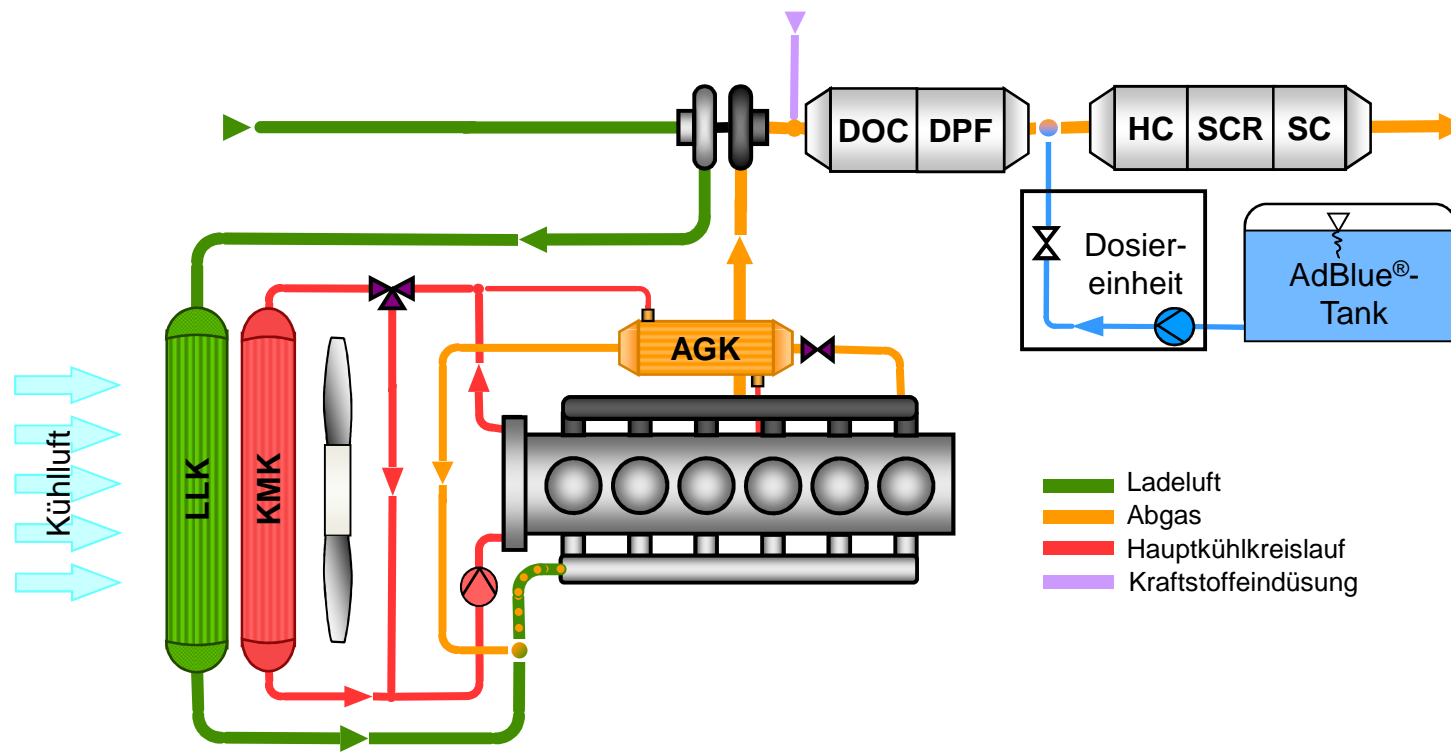 DOC
DPF
HC
SCR
SC
Dosier-
einheit
AdBlue®-
Tank
AGK
Kühlluft
LLK
KMK
Ladeluft
Abgas
Hauptkühlkreislauf
Kraftstoffeindüsung